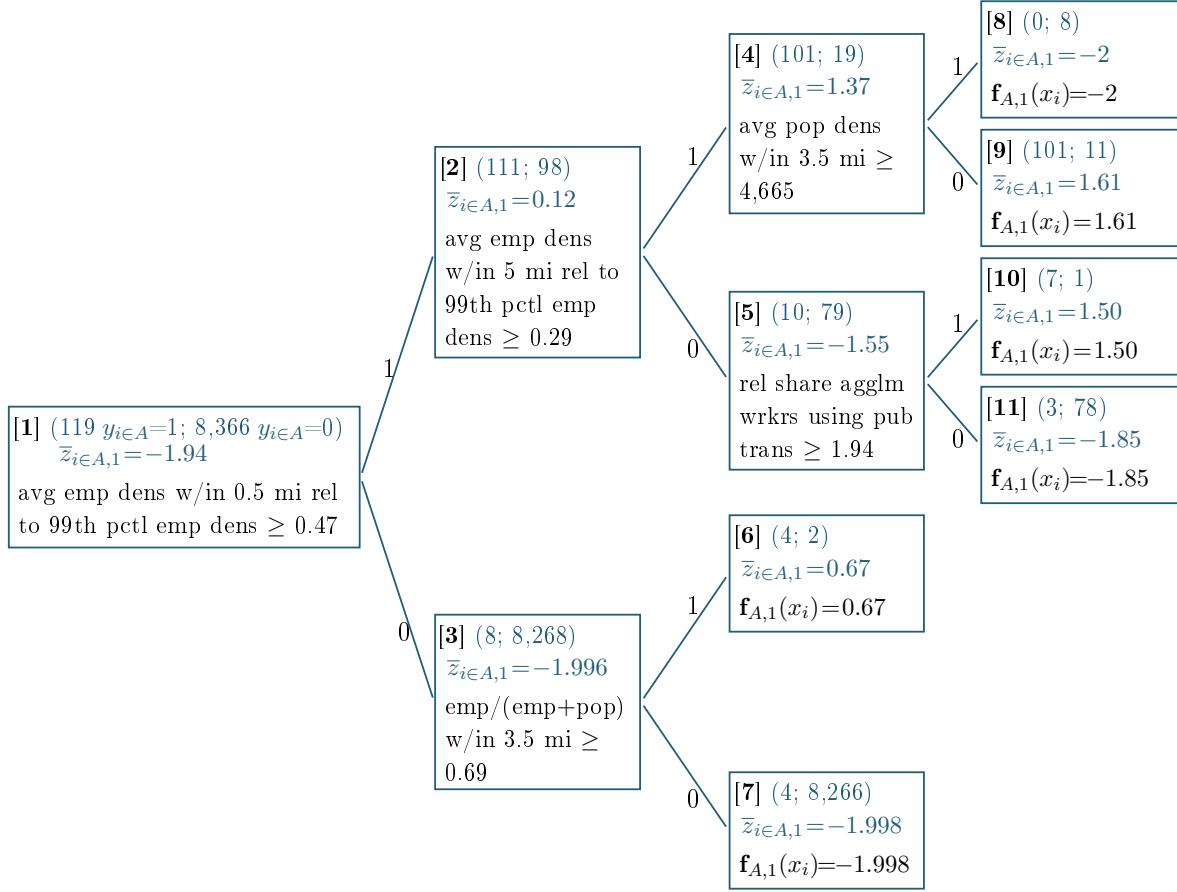 [1] (119 y_{i∈A}=1; 8,366 y_{i∈A}=0)
z̅_{i∈A,1}=−1.94
avg emp dens w/in 0.5 mi rel
to 99th pctl emp dens ≥ 0.47
1
0
[2] (111; 98)
z̅_{i∈A,1}=0.12
avg emp dens
w/in 5 mi rel to
99th pctl emp
dens ≥ 0.29
1
0
[3] (8; 8,268)
z̅_{i∈A,1}=−1.996
emp/(emp+pop)
w/in 3.5 mi ≥
0.69
1
0
[4] (101; 19)
z̅_{i∈A,1}=1.37
avg pop dens
w/in 3.5 mi ≥
4,665
1
0
[5] (10; 79)
z̅_{i∈A,1}=−1.55
rel share agglm
wrkrs using pub
trans ≥ 1.94
1
0
[6] (4; 2)
z̅_{i∈A,1}=0.67
f_{A,1}(x_i)=0.67
[7] (4; 8,266)
z̅_{i∈A,1}=−1.998
f_{A,1}(x_i)=−1.998
[8] (0; 8)
z̅_{i∈A,1}=−2
f_{A,1}(x_i)=−2
[9] (101; 11)
z̅_{i∈A,1}=1.61
f_{A,1}(x_i)=1.61
[10] (7; 1)
z̅_{i∈A,1}=1.50
f_{A,1}(x_i)=1.50
[11] (3; 78)
z̅_{i∈A,1}=−1.85
f_{A,1}(x_i)=−1.85